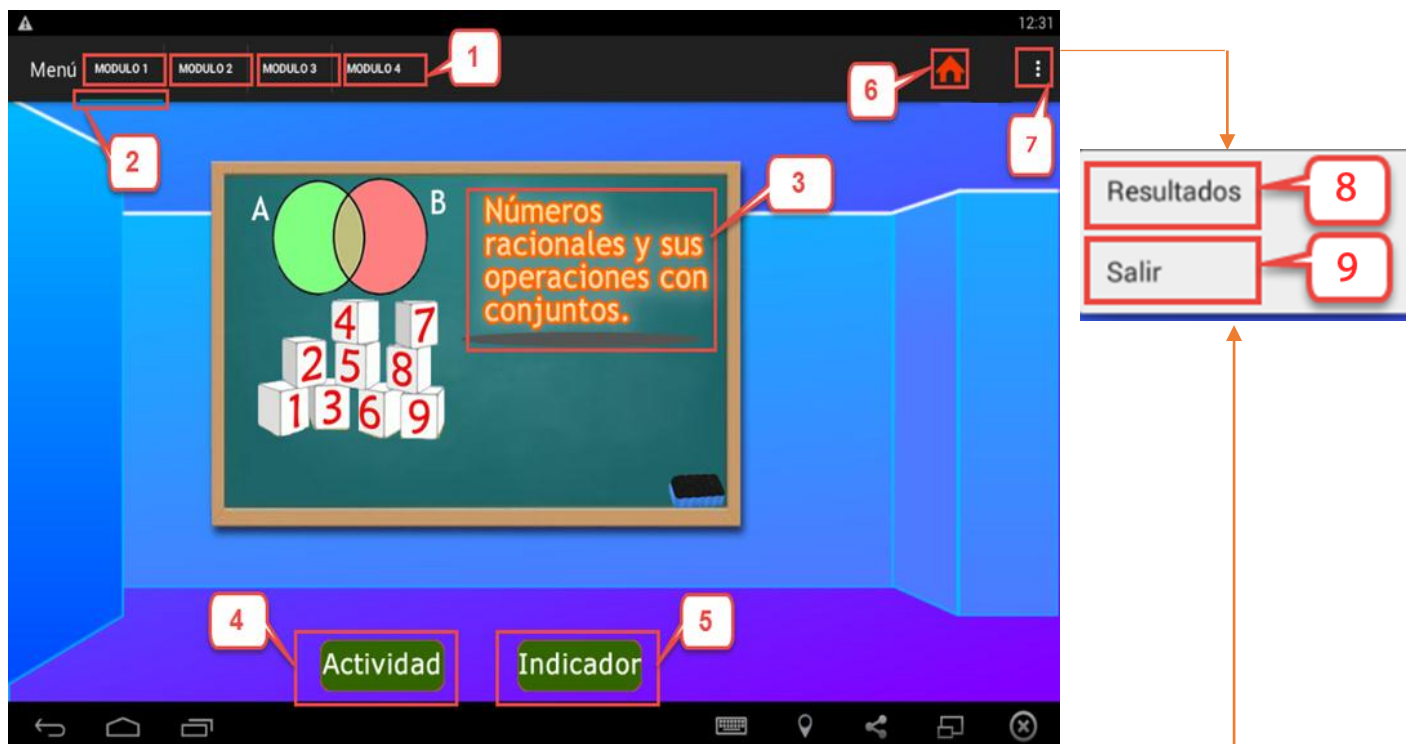 12:31
Menú MODULO 1 MODULO 2 MODULO 3 MODULO 4
1
6
7
2
3
A B
Números
racionales y sus
operaciones con
conjuntos.
4 7
2 5 8
1 3 6 9
Resultados 8
Salir 9
4
5
Actividad Indicador